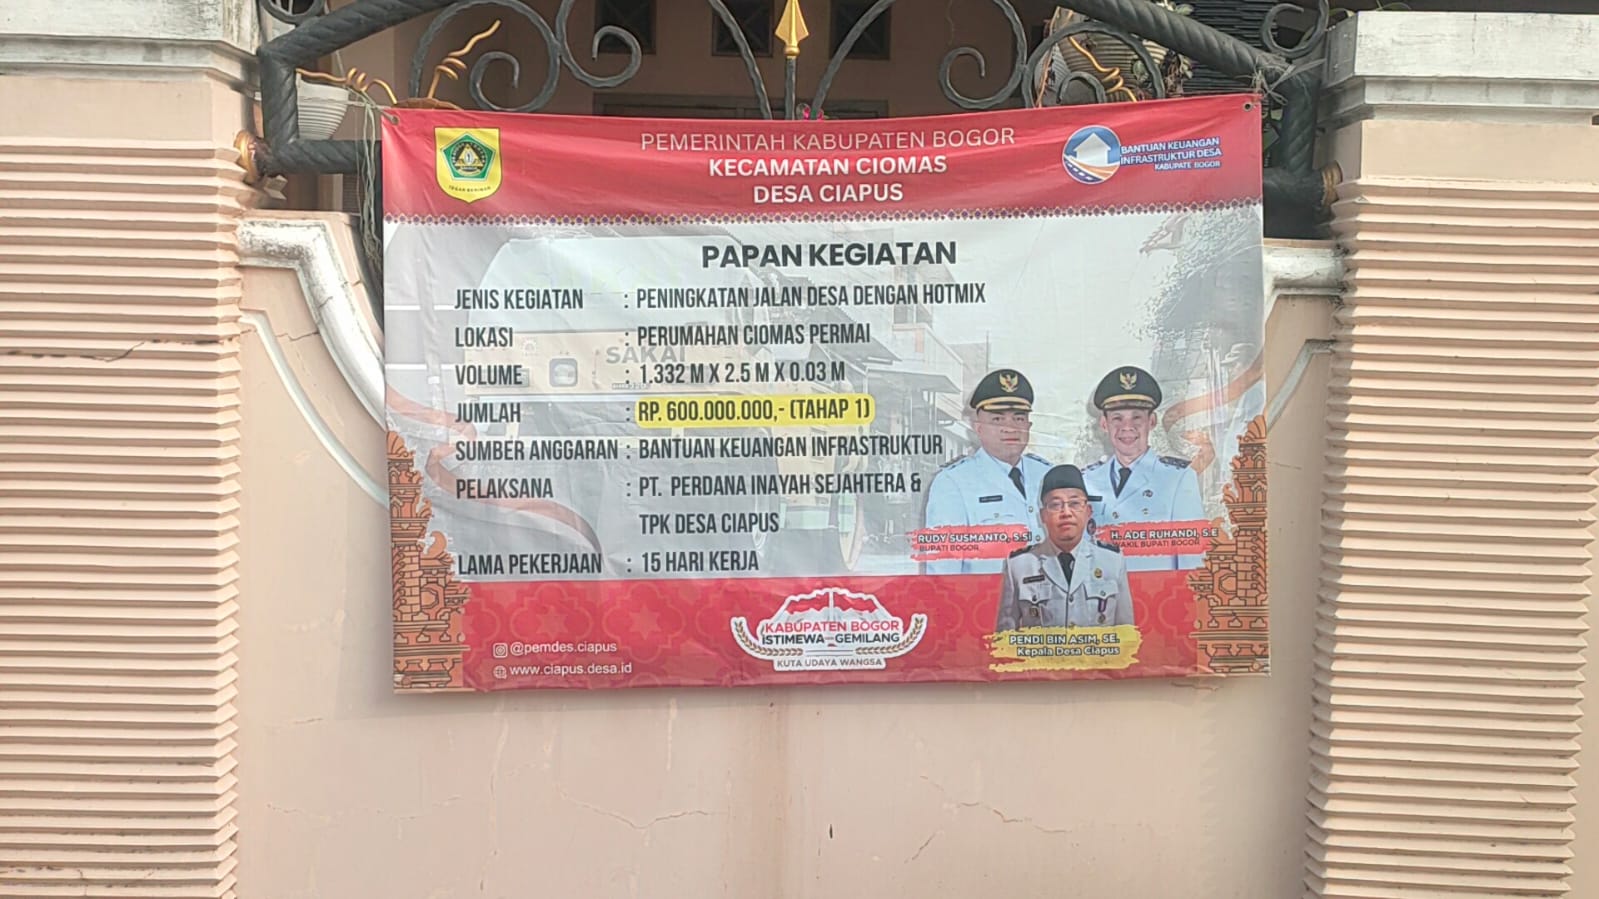 PEMERINTAH KABUPATEN BOGOR
KECAMATAN CIOMAS
DESA CIAPUS
TEGAR BERIMAN
BANTUAN KEUANGAN
INFRASTRUKTUR DESA
KABUPATE BOGOR
PAPAN KEGIATAN
JENIS KEGIATAN : PENINGKATAN JALAN DESA DENGAN HOTMIX
LOKASI : PERUMAHAN CIOMAS PERMAI
SAKAI
VOLUME : 1.332 M X 2.5 M X 0.03 M
JUMLAH : RP. 600.000.000,- (TAHAP 1)
SUMBER ANGGARAN : BANTUAN KEUANGAN INFRASTRUKTUR
PELAKSANA : PT. PERDANA INAYAH SEJAHTERA &
TPK DESA CIAPUS
LAMA PEKERJAAN : 15 HARI KERJA
RUDY SUSMANTO, S.SI
BUPATI BOGOR
H. ADE RUHANDI, S.E
WAKIL BUPATI BOGOR
PENDI BIN ASIM, SE.
Kepala Desa Ciapus
KABUPATEN BOGOR
ISTIMEWA GEMILANG
KUTA UDAYA WANGSA
@pemdes.ciapus
www.ciapus.desa.id